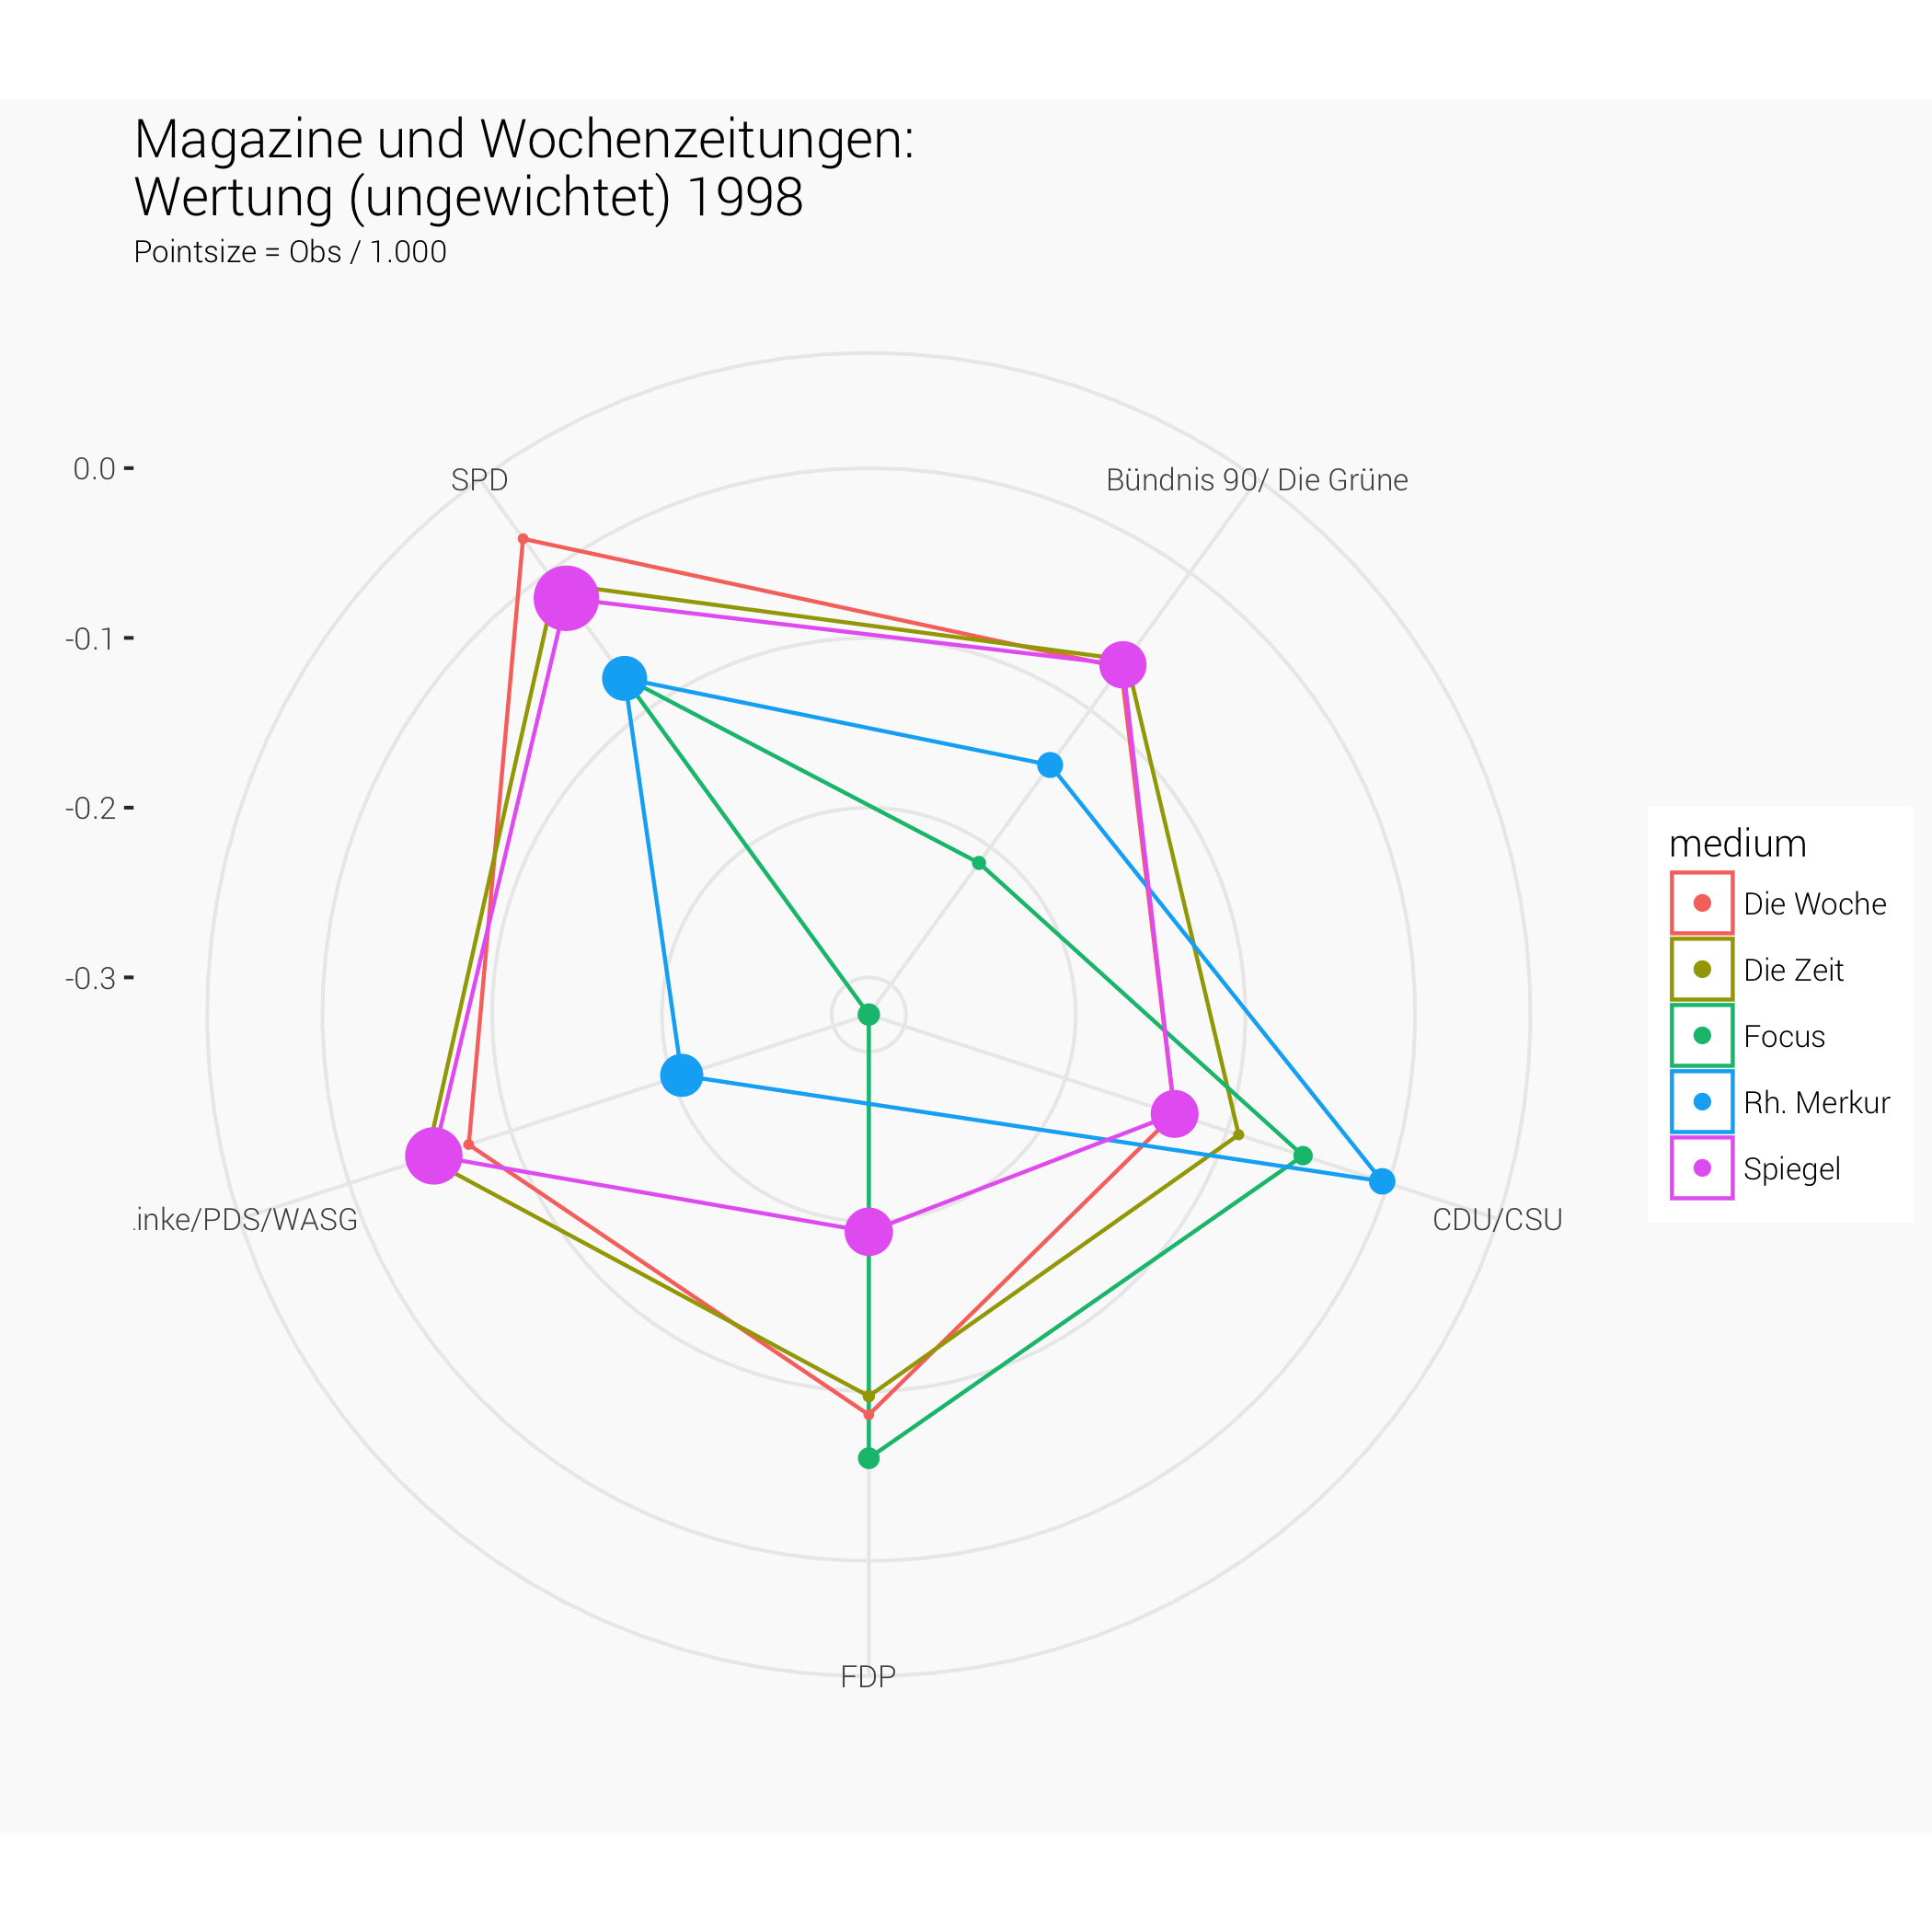 Magazine und Wochenzeitungen:
Wertung (ungewichtet) 1998
Pointsize = Obs / 1.000
0.0
-0.1
-0.2
-0.3
SPD
Bündnis 90/ Die Grüne
.inke/PDS/WASG
CDU/CSU
FDP
medium
Die Woche
Die Zeit
Focus
Rh. Merkur
Spiegel